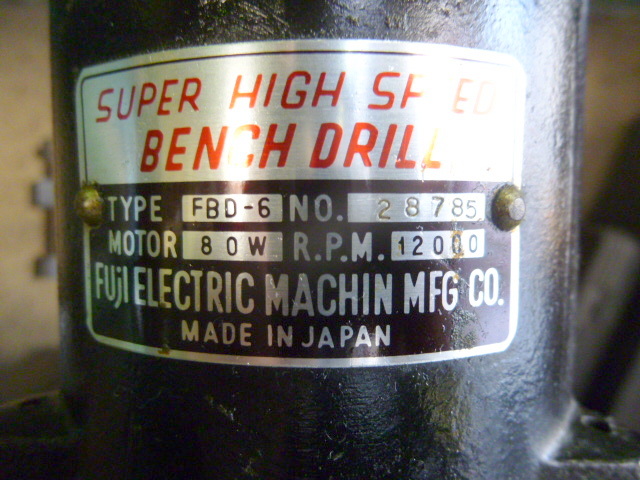 SUPER HIGH SPEED
BENCH DRILL
TYPE FBD-6 NO. 28785
MOTOR 80W R.P.M. 12000
FUjI ELECTRIC MACHIN MFG CO.
MADE IN JAPAN